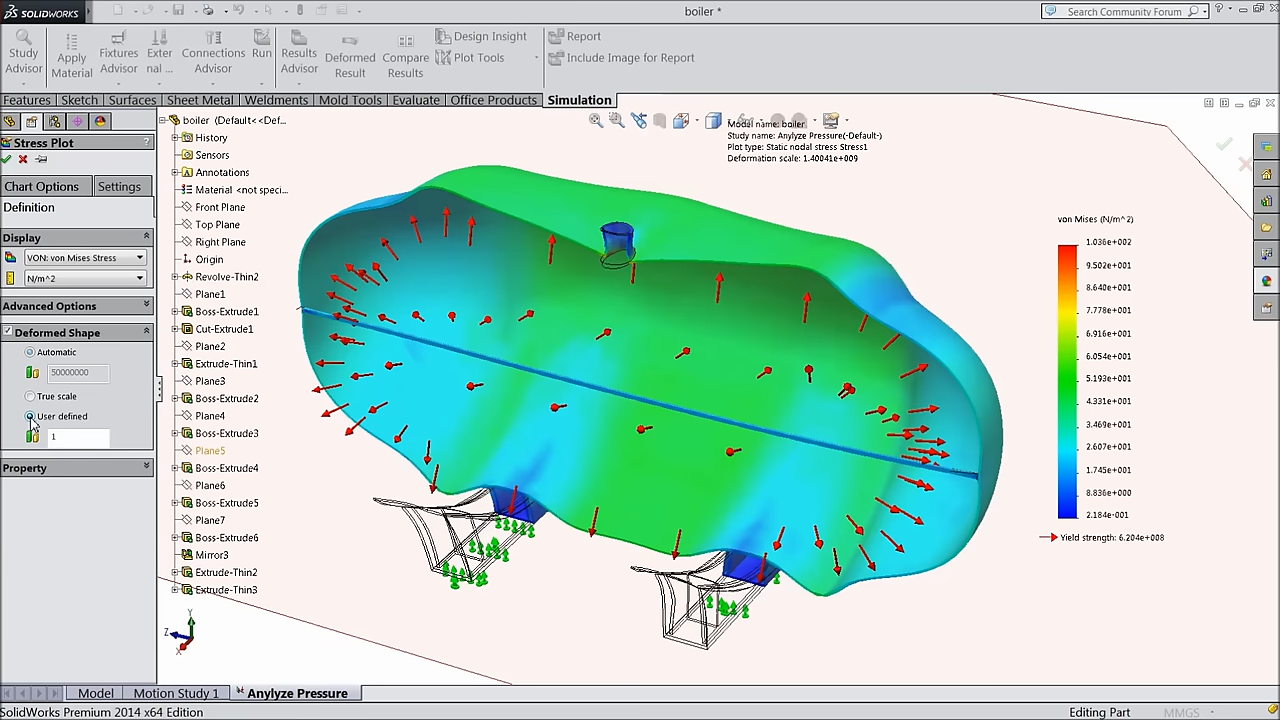 SOLIDWORKS
boiler *
Search Community Forum
Study Advisor
Apply Material
Fixtures Advisor
Exter nal ...
Connections Advisor
Run
Results Advisor
Deformed Result
Compare Results
Design Insight
Plot Tools
Report
Include Image for Report
Features Sketch Surfaces Sheet Metal Weldments Mold Tools Evaluate Office Products Simulation
Stress Plot
?
Chart Options Settings
Definition
Display
VON: von Mises Stress
N/m^2
Advanced Options
Deformed Shape
Automatic
50000000
True scale
User defined
1
Property
boiler (Default<<Def...
History
Sensors
Annotations
Material <not speci...
Front Plane
Top Plane
Right Plane
Origin
Revolve-Thin2
Plane1
Boss-Extrude1
Cut-Extrude1
Plane2
Extrude-Thin1
Plane3
Boss-Extrude2
Plane4
Boss-Extrude3
Plane5
Boss-Extrude4
Plane6
Boss-Extrude5
Plane7
Boss-Extrude6
Mirror3
Extrude-Thin2
Extrude-Thin3
Model name: boiler
Study name: Anylyze Pressure(-Default-)
Plot type: Static nodal stress Stress1
Deformation scale: 1.40041e+009
von Mises (N/m^2)
1.036e+002
9.502e+001
8.640e+001
7.778e+001
6.916e+001
6.054e+001
5.193e+001
4.331e+001
3.469e+001
2.607e+001
1.745e+001
8.836e+000
2.184e-001
Yield strength: 6.204e+008
Y
Z
X
Model Motion Study 1 Anylyze Pressure
SolidWorks Premium 2014 x64 Edition
Editing Part
MMGS